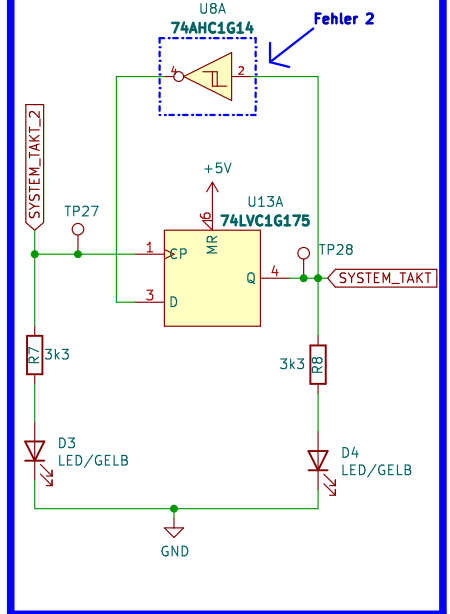 U8A
74AHC1G14
Fehler 2
4
2
SYSTEM_TAKT_2
TP27
+5V
U13A
74LVC1G175
6
MR
TP28
1
CP
Q
4
SYSTEM_TAKT
3
D
R7
3k3
3k3
R8
D3
LED/GELB
D4
LED/GELB
GND